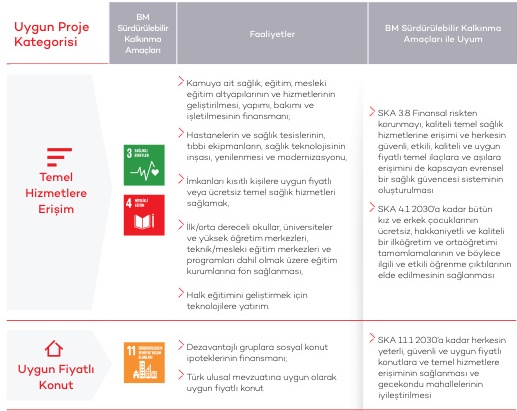 Uygun Proje
Kategorisi
BM
Sürdürülebilir
Kalkınma
Amaçları
Faaliyetler
BM Sürdürülebilir Kalkınma
Amaçları ile Uyum
Temel
Hizmetlere
Erişim
3 SAĞLIKLI
BİREYLER
4 NİTELİKLİ
EĞİTİM
Kamuya ait sağlık, eğitim, mesleki
eğitim altyapılarının ve hizmetlerinin
geliştirilmesi, yapımı, bakımı ve
işletilmesinin finansmanı;
Hastanelerin ve sağlık tesislerinin,
tıbbi ekipmanların, sağlık teknolojisinin
inşası, yenilenmesi ve modernizasyonu,
İmkanları kısıtlı kişilere uygun fiyatlı
veya ücretsiz temel sağlık hizmetleri
sağlamak,
İlk/orta dereceli okullar, üniversiteler
ve yüksek öğretim merkezleri,
teknik/mesleki eğitim merkezleri ve
programları dahil olmak üzere eğitim
kurumlarına fon sağlanması,
Halk eğitimini geliştirmek için
teknolojilere yatırım.
SKA 3.8 Finansal riskten
korunmayı, kaliteli temel sağlık
hizmetlerine erişimi ve herkesin
güvenli, etkili, kaliteli ve uygun
fiyatlı temel ilaçlara ve aşılara
erişimini de kapsayan evrensel
bir sağlık güvencesi sisteminin
oluşturulması
SKA 4.1 2030'a kadar bütün
kız ve erkek çocuklarının
ücretsiz, hakkaniyetli ve kaliteli
bir ilköğretim ve ortaöğretimi
tamamlamalarının ve böylece
ilgili ve etkili öğrenme çıktılarının
elde edilmesinin sağlanması
Uygun Fiyatlı
Konut
11
Dezavantajlı gruplara sosyal konut
ipoteklerinin finansmanı;
Türk ulusal mevzuatına uygun olarak
uygun fiyatlı konut
SKA 11.1 2030'a kadar herkesin
yeterli, güvenli ve uygun fiyatlı
konutlara ve temel hizmetlere
erişiminin sağlanması ve
gecekondu mahallelerinin
iyileştirilmesi